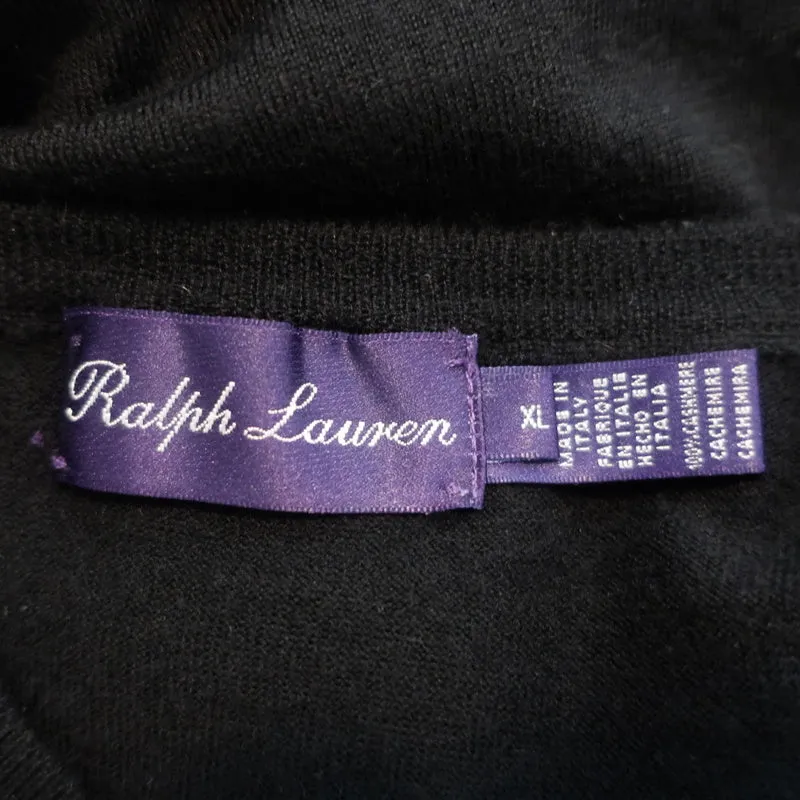 Ralph Lauren
XL
MADE IN
ITALY
FABRIQUE
EN ITALIE
HECHO EN
ITALIA
100% CASHMERE
CACHEMIRE
CACHEMIRA